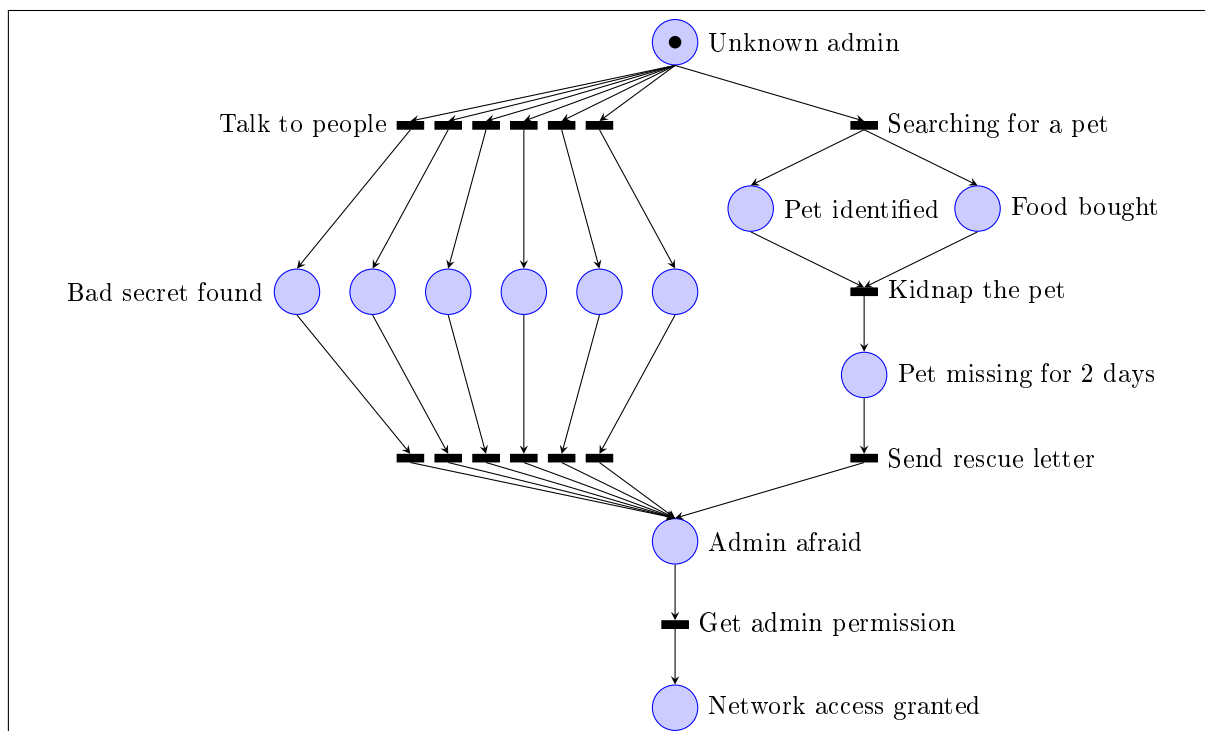 Unknown admin
Talk to people
Searching for a pet
Pet identified
Food bought
Bad secret found
Kidnap the pet
Pet missing for 2 days
Send rescue letter
Admin afraid
Get admin permission
Network access granted